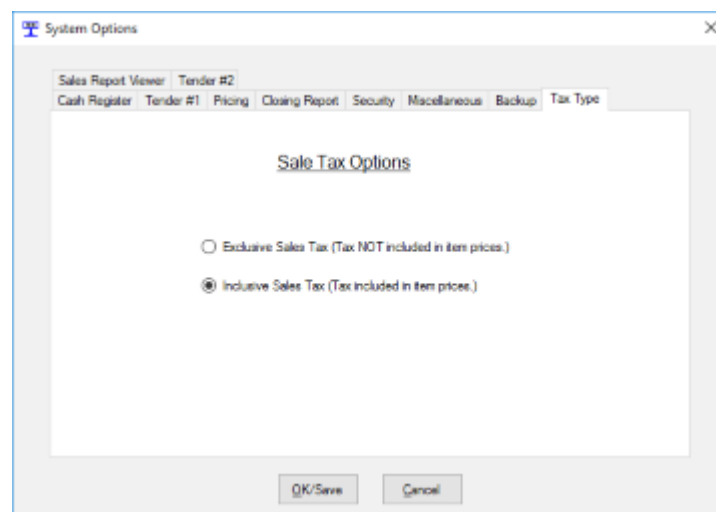 System Options
Sales Report Viewer Tender #2
Cash Register Tender #1 Pricing Closing Report Security Miscellaneous Backup Tax Type
Sale Tax Options
Exclusive Sales Tax (Tax NOT included in item prices.)
Inclusive Sales Tax (Tax included in item prices.)
OK/Save Cancel